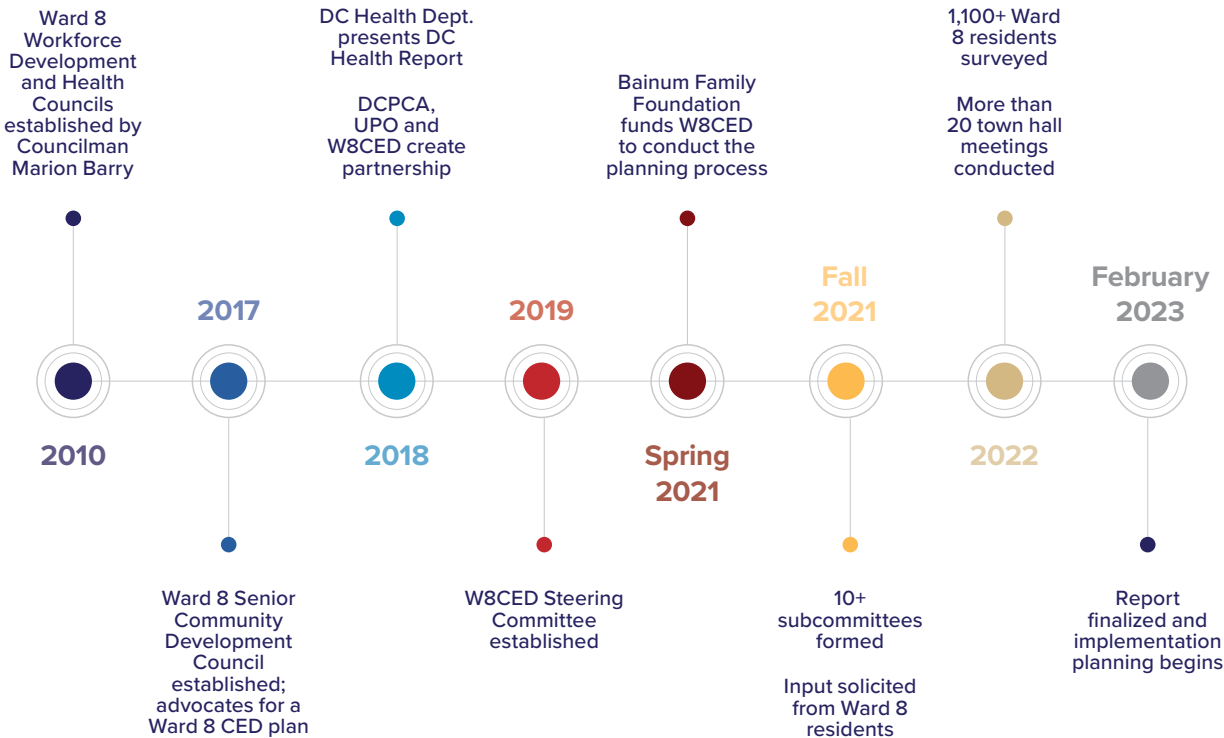 Ward 8
Workforce
Development
and Health
Councils
established by
Councilman
Marion Barry
2010
2017
Ward 8 Senior
Community
Development
Council
established;
advocates for a
Ward 8 CED plan
DC Health Dept.
presents DC
Health Report
DCPCA,
UPO and
W8CED create
partnership
2018
2019
W8CED Steering
Committee
established
Bainum Family
Foundation
funds W8CED
to conduct the
planning process
Spring
2021
Fall
2021
10+
subcommittees
formed
Input solicited
from Ward 8
residents
1,100+ Ward
8 residents
surveyed
More than
20 town hall
meetings
conducted
2022
February
2023
Report
finalized and
implementation
planning begins